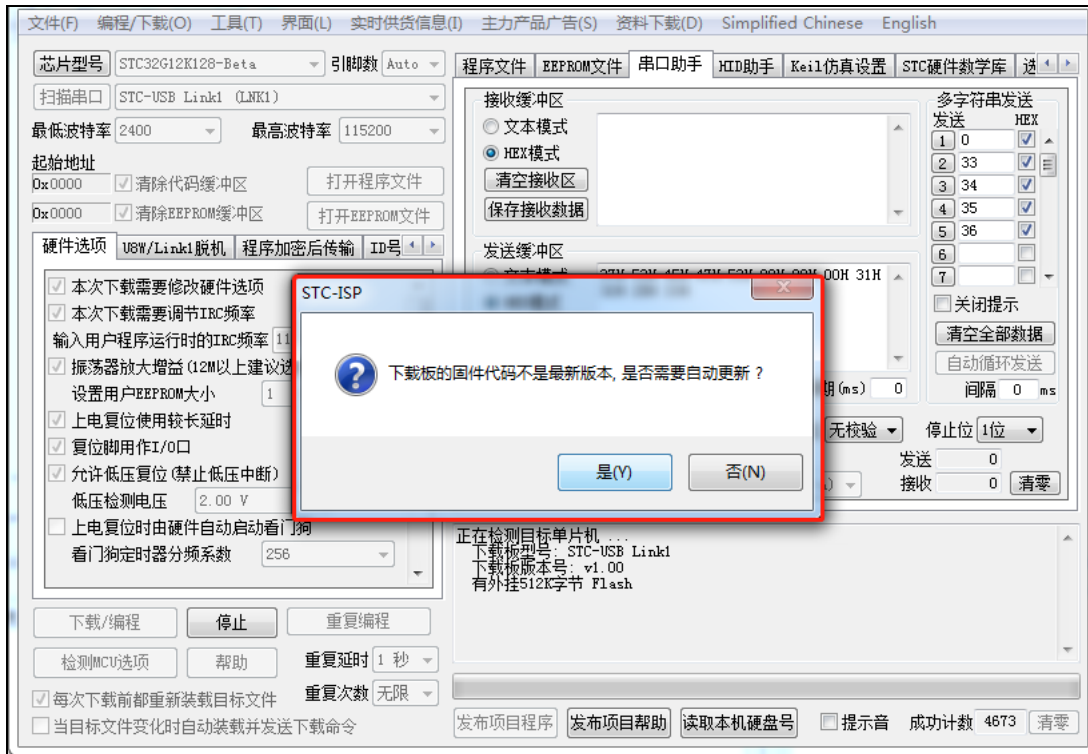 文件(F) 编程/下载(O) 工具(T) 界面(L) 实时供货信息(I) 主力产品广告(S) 资料下载(D) Simplified Chinese English
芯片型号 STC32G12K128-Beta 引脚数 Auto
扫描串口 STC-USB Link1 (LNK1)
最低波特率 2400 最高波特率 115200
起始地址
0x0000 清除代码缓冲区 打开程序文件
0x0000 清除EEPROM缓冲区 打开EEPROM文件
硬件选项 U8W/Link1脱机 程序加密后传输 ID号
本次下载需要修改硬件选项
本次下载需要调节IRC频率
输入用户程序运行时的IRC频率 11
振荡器放大增益(12M以上建议选
设置用户EEPROM大小 1
上电复位使用较长延时
复位脚用作I/O口
允许低压复位(禁止低压中断)
低压检测电压 2.00 V
上电复位时由硬件自动启动看门狗
看门狗定时器分频系数 256
下载/编程 停止 重复编程
检测MCU选项 帮助 重复延时 1 秒
每次下载前都重新装载目标文件 重复次数 无限
当目标文件变化时自动装载并发送下载命令
程序文件 EEPROM文件 串口助手 HID助手 Keil仿真设置 STC硬件数学库 选
接收缓冲区
文本模式
HEX模式
清空接收区
保存接收数据
多字符串发送
发送 HEX
1 0
2 33
3 34
4 35
5 36
6
7
关闭提示
清空全部数据
自动循环发送
间隔 0 ms
发送缓冲区
00H 31H
期(ms) 0
无校验 停止位 1位
发送 0
接收 0 清零
STC-ISP
下载板的固件代码不是最新版本, 是否需要自动更新 ?
是(Y) 否(N)
正在检测目标单片机 ...
下载板型号: STC-USB Link1
下载板版本号: v1.00
有外挂512K字节 Flash
发布项目程序 发布项目帮助 读取本机硬盘号 提示音 成功计数 4673 清零